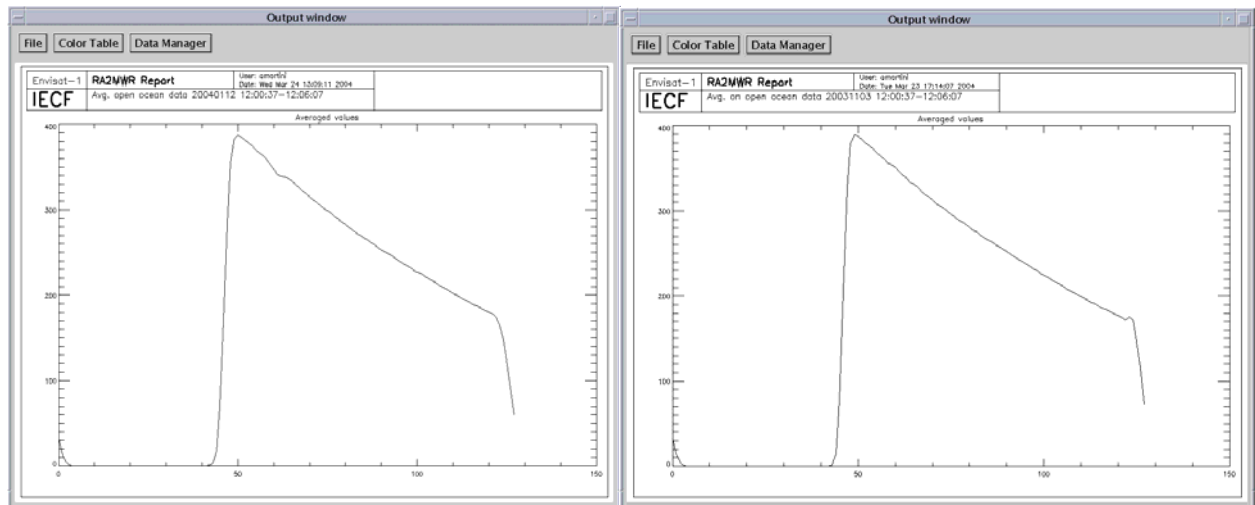 Output window
File Color Table Data Manager
Envisat-1 RA2MWR Report User: amartini
Date: Wed Mar 24 13:09:11 2004
IECF Avg. open ocean data 20040112 12:00:37-12:06:07
Averaged values
400
300
200
100
0
0 50 100 150
Output window
File Color Table Data Manager
Envisat-1 RA2MWR Report User: amartini
Date: Tue Mar 23 17:14:07 2004
IECF Avg. on open ocean data 20031103 12:00:37-12:06:07
Averaged values
400
300
200
100
0
0 50 100 150